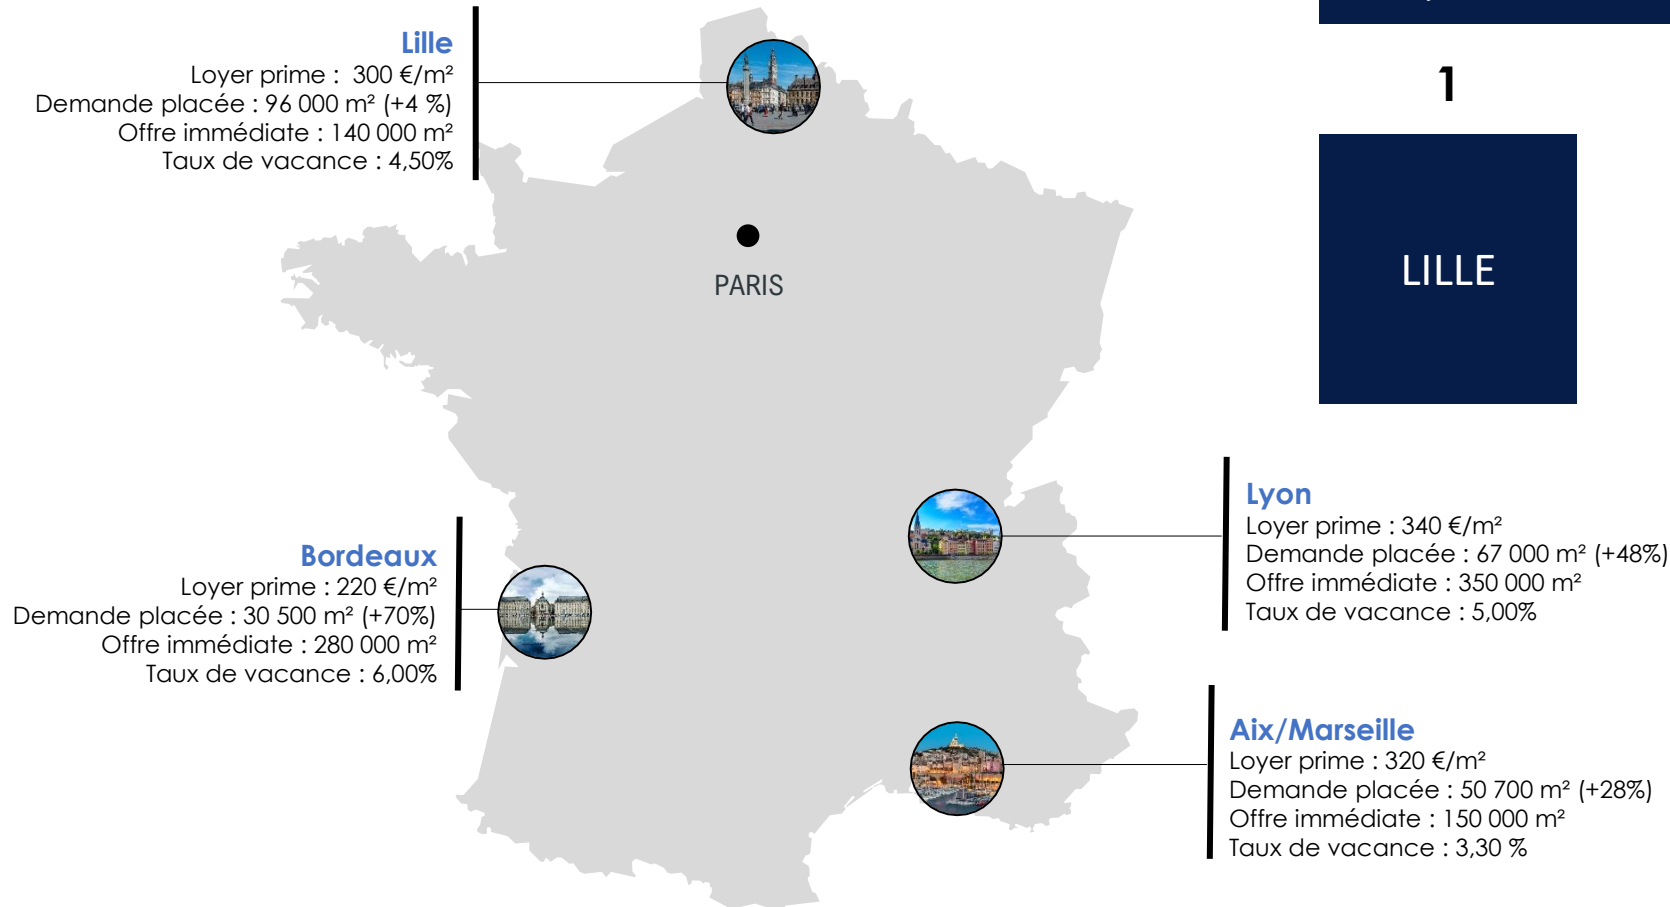 Lille
Loyer prime :  300 €/m²
Demande placée : 96 000 m² (+4 %)
Offre immédiate : 140 000 m²
Taux de vacance : 4,50%
1
LILLE
PARIS
Lyon
Loyer prime : 340 €/m²
Demande placée : 67 000 m² (+48%)
Offre immédiate : 350 000 m²
Taux de vacance : 5,00%
Bordeaux
Loyer prime : 220 €/m²
Demande placée : 30 500 m² (+70%)
Offre immédiate : 280 000 m²
Taux de vacance : 6,00%
Aix/Marseille
Loyer prime : 320 €/m²
Demande placée : 50 700 m² (+28%)
Offre immédiate : 150 000 m²
Taux de vacance : 3,30 %